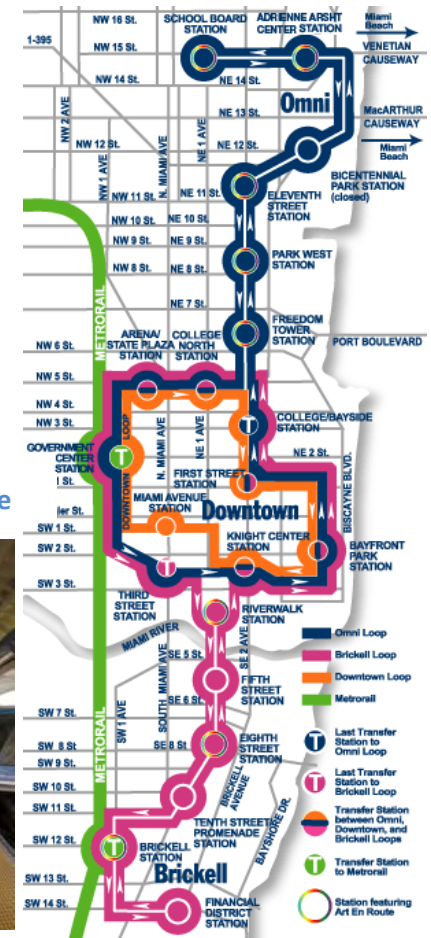 NW 16 St.
SCHOOL BOARD
STATION
ADRIENNE ARSHT
CENTER STATION
Miami
Beach
1-395
NW 15 St.
VENETIAN
CAUSEWAY
NW 14 St.
NE 14 St.
Omni
NW 2 AVE
NW 1 AVE
N. MIAMI AVE
NE 1 AVE
NE 13 St.
MacARTHUR
CAUSEWAY
NW 12 St.
NE 12 St.
Miami
Beach
BICENTENNIAL
PARK STATION
(closed)
NW 11 St.
NE 11 St.
ELEVENTH
STREET
STATION
NW 10 St.
NE 10 St.
NW 9 St.
NE 9 St.
PARK WEST
STATION
NW 8 St.
NE 8 St.
METRORAIL
NE 7 St.
FREEDOM
TOWER
STATION
ARENA/
STATE PLAZA
STATION
COLLEGE
NORTH
STATION
PORT BOULEVARD
NW 6 St.
NW 5 St.
NW 4 St.
NW 3 St.
COLLEGE/BAYSIDE
STATION
GOVERNMENT
CENTER
STATION
T
T
DOWNTOWN LOOP
N. MIAMI AVE
NE 1 AVE
NE 2 St.
I St.
FIRST STREET
STATION
BISCAYNE BLVD.
e
MIAMI AVENUE
STATION
Downtown
ler St.
SW 1 St.
KNIGHT CENTER
STATION
SW 2 St.
BAYFRONT
PARK
STATION
T
SW 3 St.
THIRD
STREET
STATION
RIVERWALK
STATION
MIAMI RIVER
SE 2 AVE
SE 5 St.
FIFTH
STREET
STATION
SOUTH MIAMI AVE
SE 6 St.
SW 1 AVE
SW 7 St.
SW 8 St.
SE 8 St.
EIGHTH
STREET
STATION
SW 9 St.
METRORAIL
SW 10 St.
BRICKELL
AVENUE
SW 11 St.
TENTH STREET
PROMENADE
STATION
BAYSHORE DR.
SW 12 St.
T
BRICKELL
STATION
Brickell
SW 13 St.
SW 14 St.
FINANCIAL
DISTRICT
STATION
Omni Loop
Brickell Loop
Downtown Loop
Metrorail
T
Last Transfer
Station to
Omni Loop
T
Last Transfer
Station to
Brickell Loop
Transfer Station
between Omni,
Downtown, and
Brickell Loops
T
Transfer Station
to Metrorail
Station featuring
Art En Route